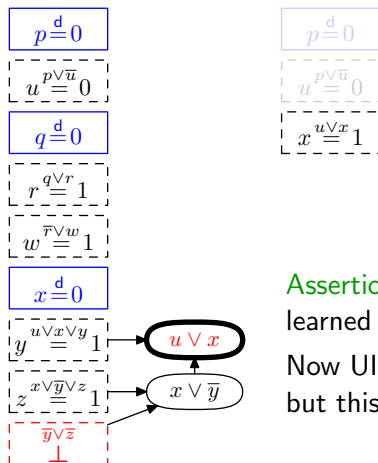 p d= 0
u p∨u̅= 0
q d= 0
r q∨r= 1
w r̅∨w= 1
x d= 0
y u∨x∨y= 1
z x∨y̅∨z= 1
y̅∨z̅
⊥
u ∨ x
x ∨ y̅
p d= 0
u p∨u̅= 0
x u∨x= 1
Assertio
learned
Now UI
but this